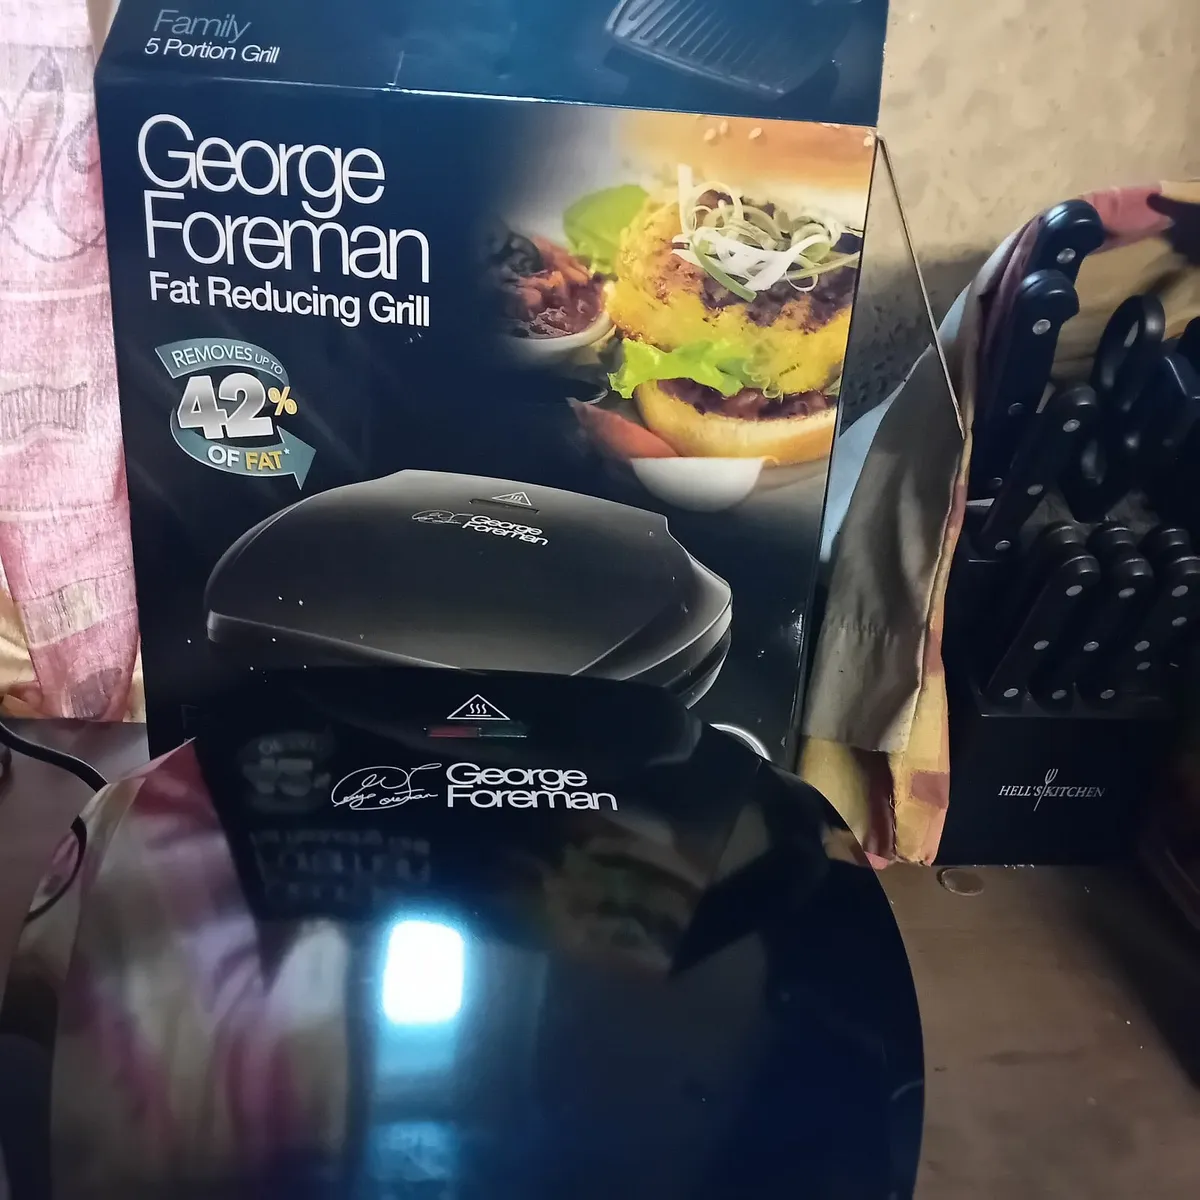 Family
5 Portion Grill
George
Foreman
Fat Reducing Grill
REMOVES UP TO
42%
OF FAT*
George
Foreman
George
Foreman
HELL'S KITCHEN